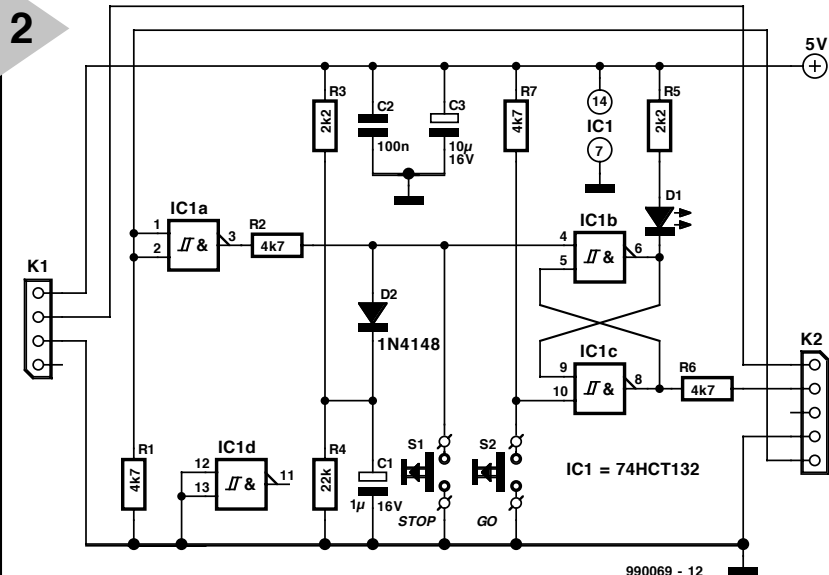 2
5V
R3
2k2
C2
100n
C3
10µ
16V
R7
4k7
14
IC1
7
R5
2k2
D1
IC1a
1
2
&
3
R2
4k7
IC1b
4
5
&
6
K1
D2
1N4148
IC1c
9
10
&
8
R6
4k7
K2
R1
4k7
IC1d
12
13
&
11
R4
22k
C1
1µ
16V
S1
STOP
S2
GO
IC1 = 74HCT132
990069 - 12